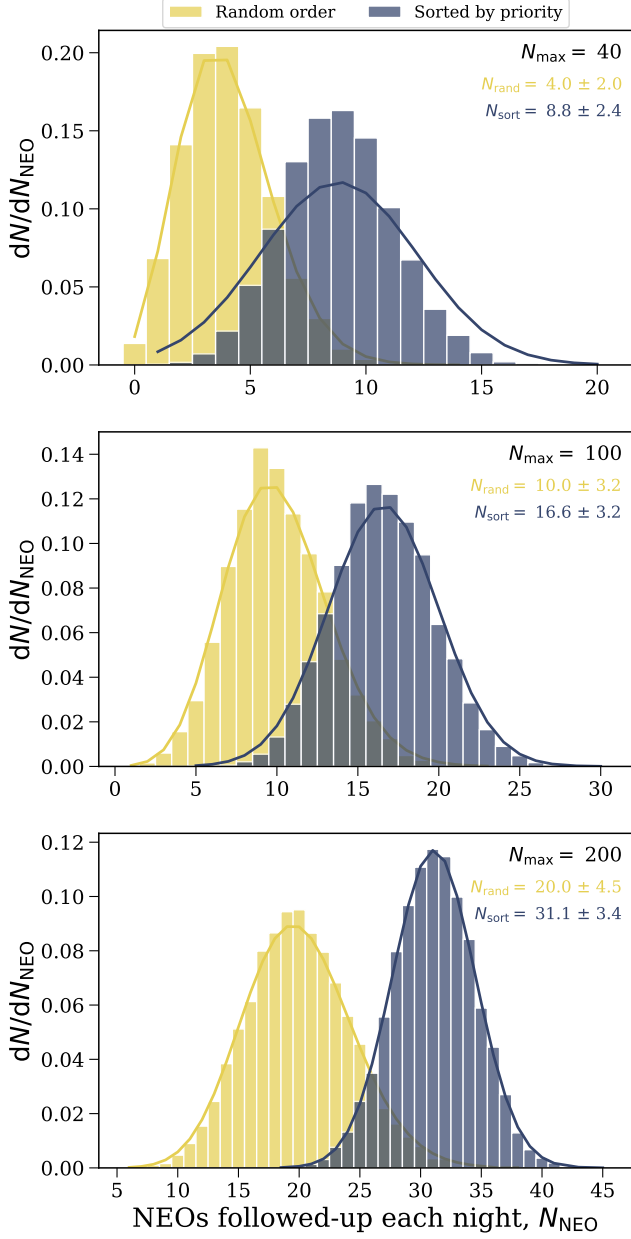 Random order Sorted by priority
N_max = 40
N_rand = 4.0 ± 2.0
N_sort = 8.8 ± 2.4
dN/dN_NEO
0.20
0.15
0.10
0.05
0.00
0 5 10 15 20
N_max = 100
N_rand = 10.0 ± 3.2
N_sort = 16.6 ± 3.2
dN/dN_NEO
0.14
0.12
0.10
0.08
0.06
0.04
0.02
0.00
0 5 10 15 20 25 30
N_max = 200
N_rand = 20.0 ± 4.5
N_sort = 31.1 ± 3.4
dN/dN_NEO
0.12
0.10
0.08
0.06
0.04
0.02
0.00
5 10 15 20 25 30 35 40 45
NEOs followed-up each night, N_NEO